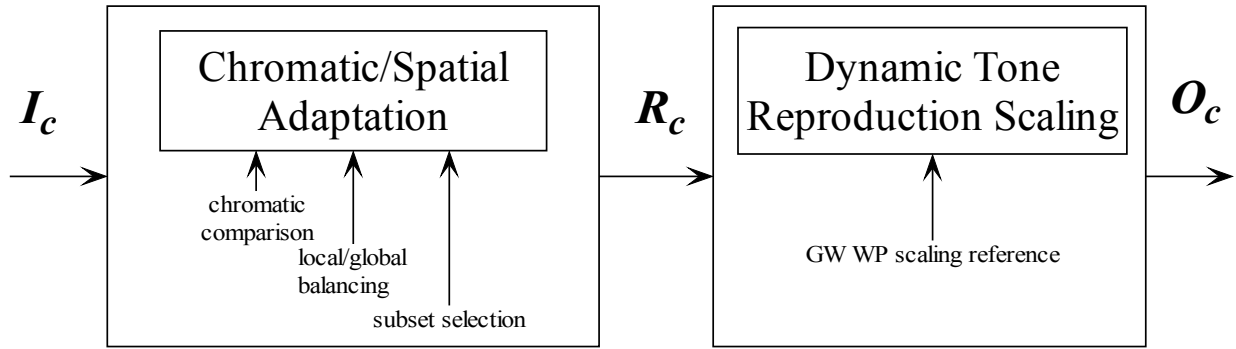 I_c
Chromatic/Spatial
Adaptation
chromatic
comparison
local/global
balancing
subset selection
R_c
Dynamic Tone
Reproduction Scaling
GW WP scaling reference
O_c